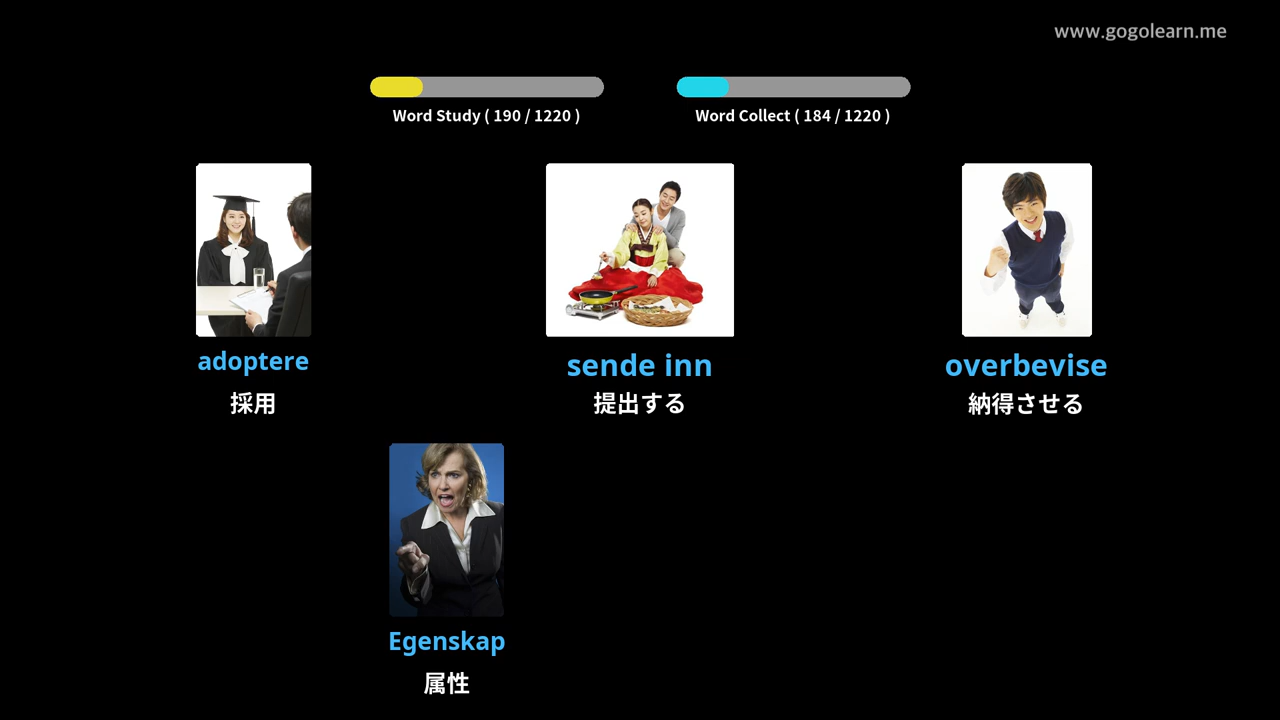 www.gogolearn.me
Word Study ( 190 / 1220 )
Word Collect ( 184 / 1220 )
adoptere
採用
sende inn
提出する
overbevise
納得させる
Egenskap
属性